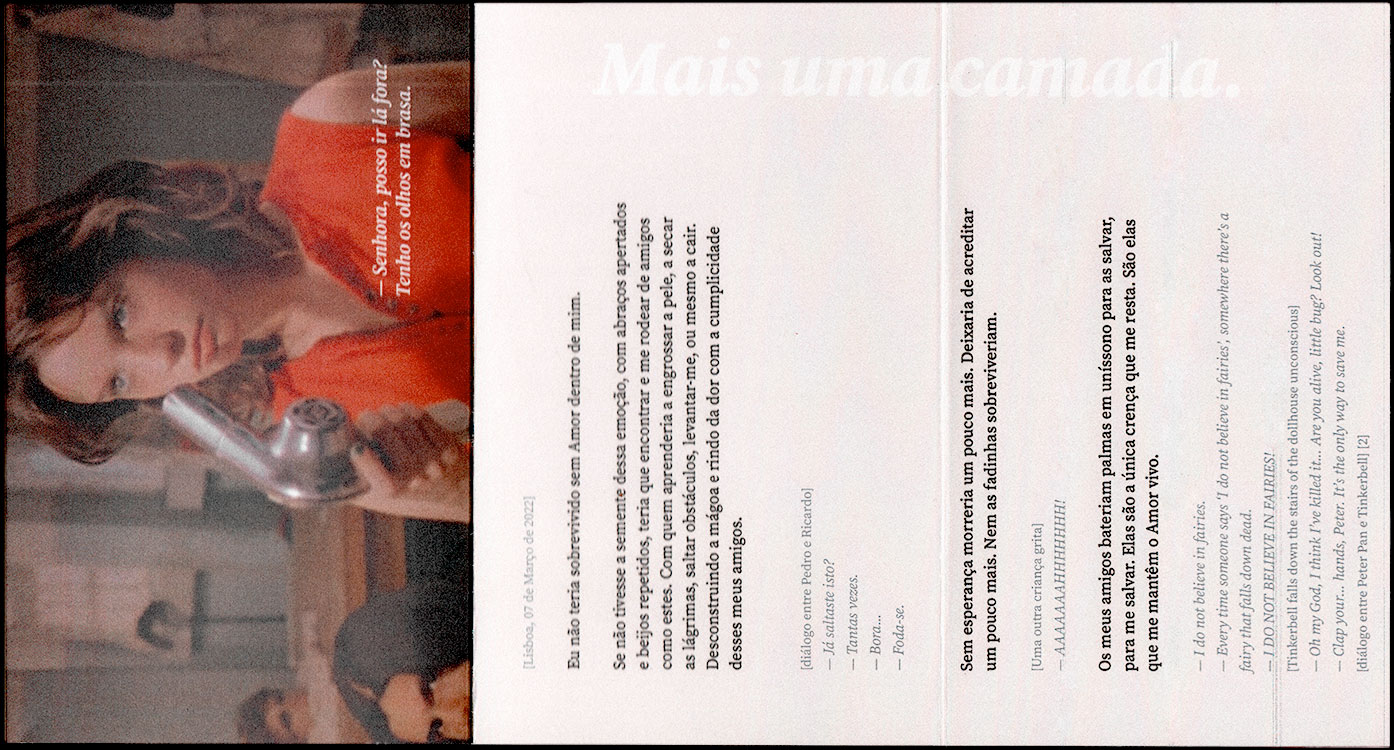 — Senhora, posso ir lá fora?
Tenho os olhos em brasa.
Mais uma camada.
[Lisboa, 07 de Março de 2022]
Eu não teria sobrevivido sem Amor dentro de mim.
Se não tivesse a semente dessa emoção, com abraços apertados
e beijos repetidos, teria que encontrar e me rodear de amigos
como estes. Com quem aprenderia a engrossar a pele, a secar
as lágrimas, saltar obstáculos, levantar-me, ou mesmo a cair.
Desconstruindo a mágoa e rindo da dor com a cumplicidade
desses meus amigos.
[diálogo entre Pedro e Ricardo]
— Já saltaste isto?
— Tantas vezes.
— Bora...
— Foda-se.
Sem esperança morreria um pouco mais. Deixaria de acreditar
um pouco mais. Nem as fadinhas sobreviveriam.
[Uma outra criança grita]
— AAAAAAAHHHHHHHH!
Os meus amigos bateriam palmas em uníssono para as salvar,
para me salvar. Elas são a única crença que me resta. São elas
que me mantêm o Amor vivo.
— I do not believe in fairies.
— Every time someone says 'I do not believe in fairies', somewhere there's a
fairy that falls down dead.
— I DO NOT BELIEVE IN FAIRIES!
[Tinkerbell falls down the stairs of the dollhouse unconscious]
— Oh my God, I think I've killed it... Are you alive, little bug? Look out!
— Clap your... hands, Peter. It's the only way to save me.
[diálogo entre Peter Pan e Tinkerbell] [2]